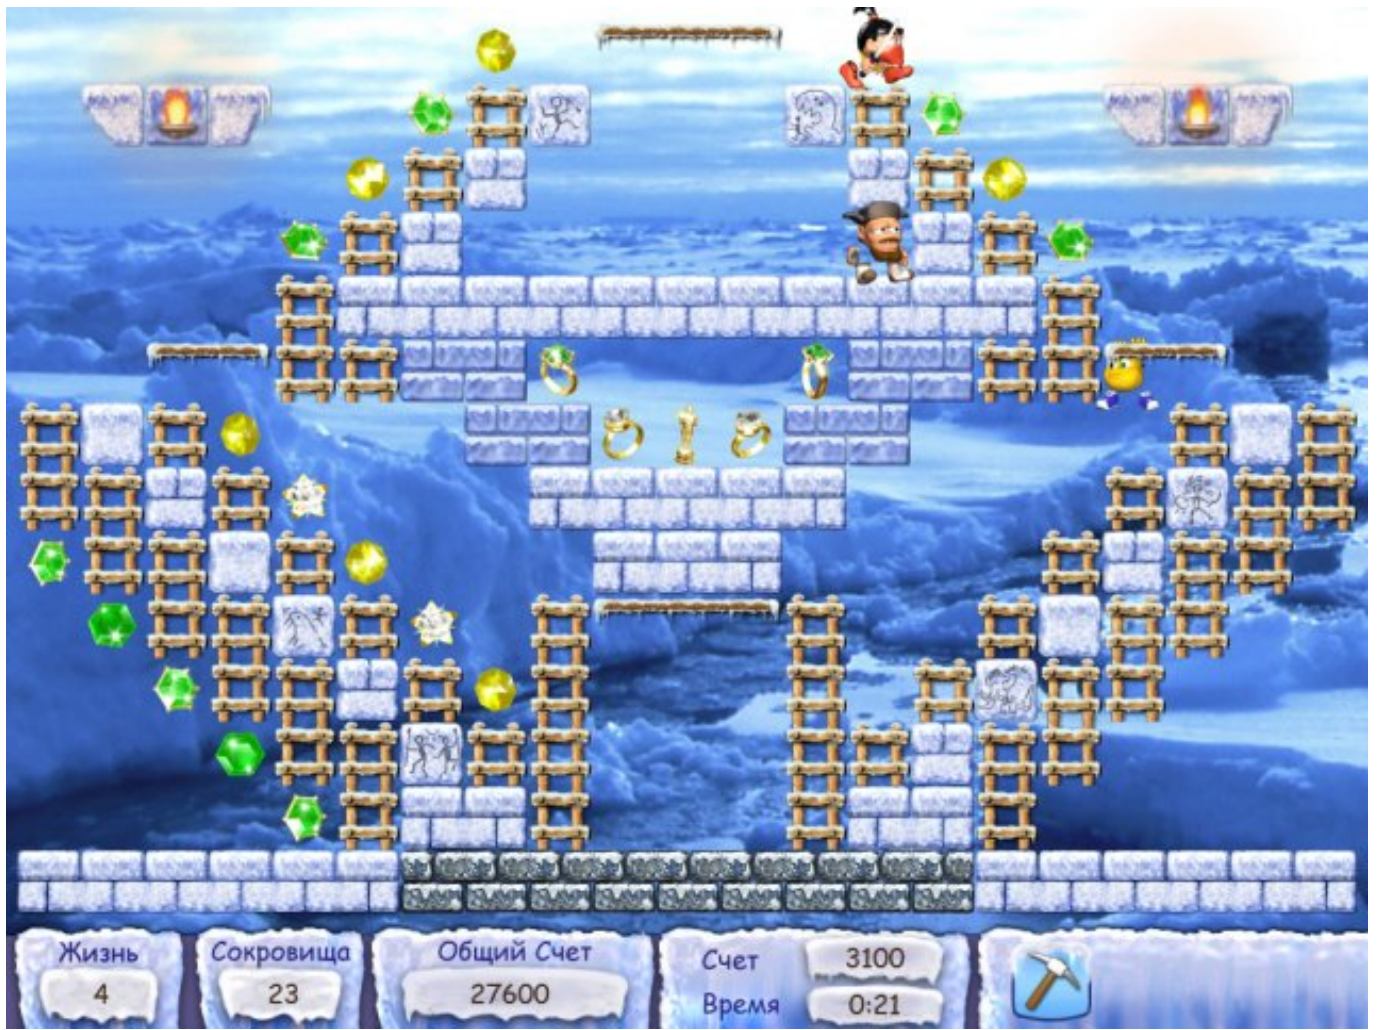 Жизнь
4
Сокровища
23
Общий Счет
27600
Счет 3100
Время 0:21